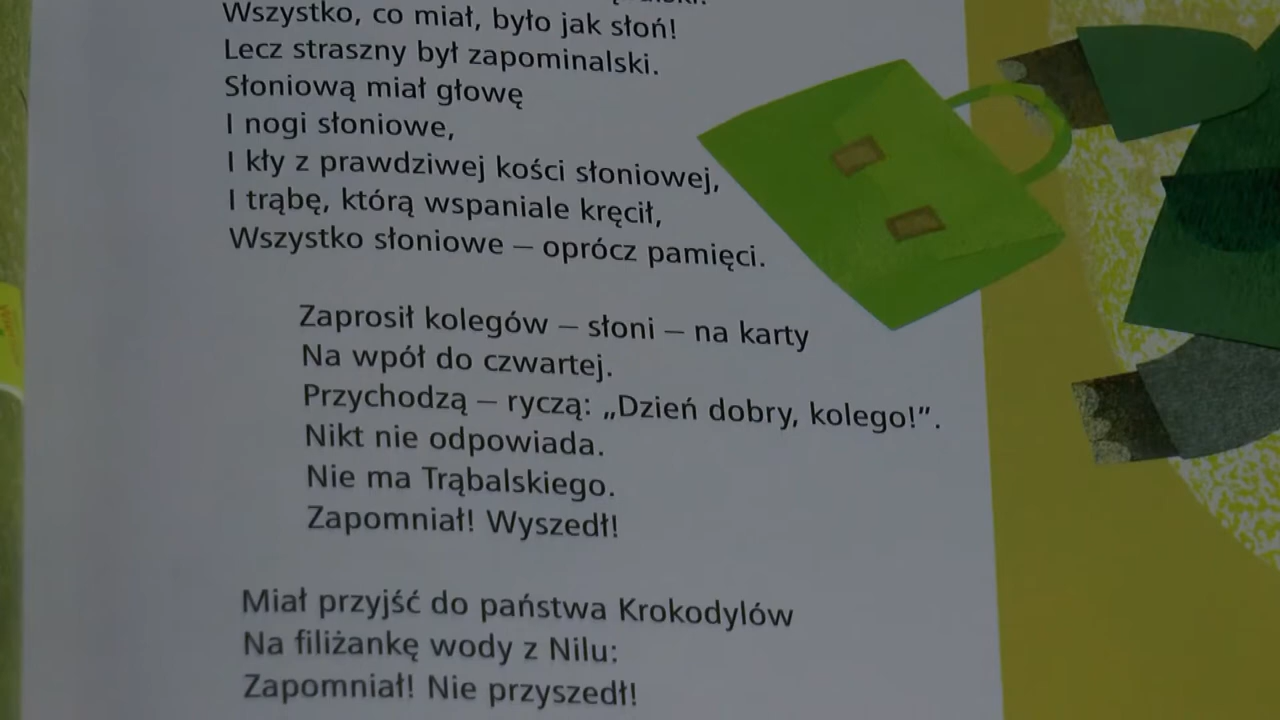 Wszystko, co miał, było jak słoń!
Lecz straszny był zapominalski.
Słoniową miał głowę
I nogi słoniowe,
I kły z prawdziwej kości słoniowej,
I trąbę, którą wspaniale kręcił,
Wszystko słoniowe – oprócz pamięci.
Zaprosił kolegów – słoni – na karty
Na wpół do czwartej.
Przychodzą – ryczą: „Dzień dobry, kolego!”.
Nikt nie odpowiada.
Nie ma Trąbalskiego.
Zapomniał! Wyszedł!
Miał przyjść do państwa Krokodylów
Na filiżankę wody z Nilu:
Zapomniał! Nie przyszedł!